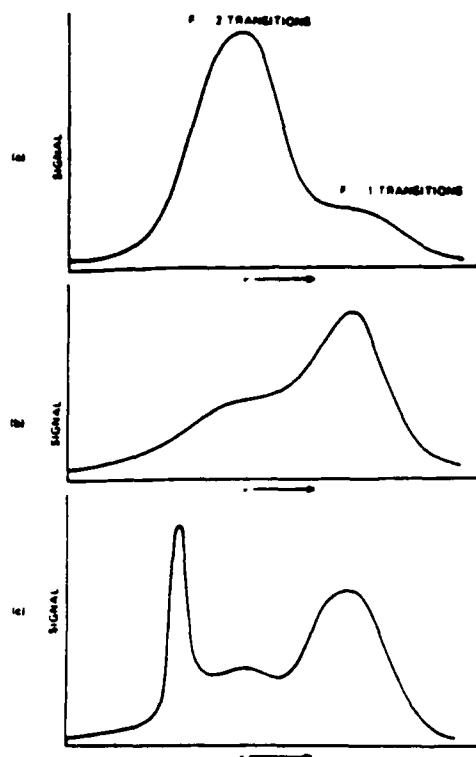 F 2 TRANSITIONS
(a)
SIGNAL
F 1 TRANSITIONS
(b)
SIGNAL
(c)
SIGNAL